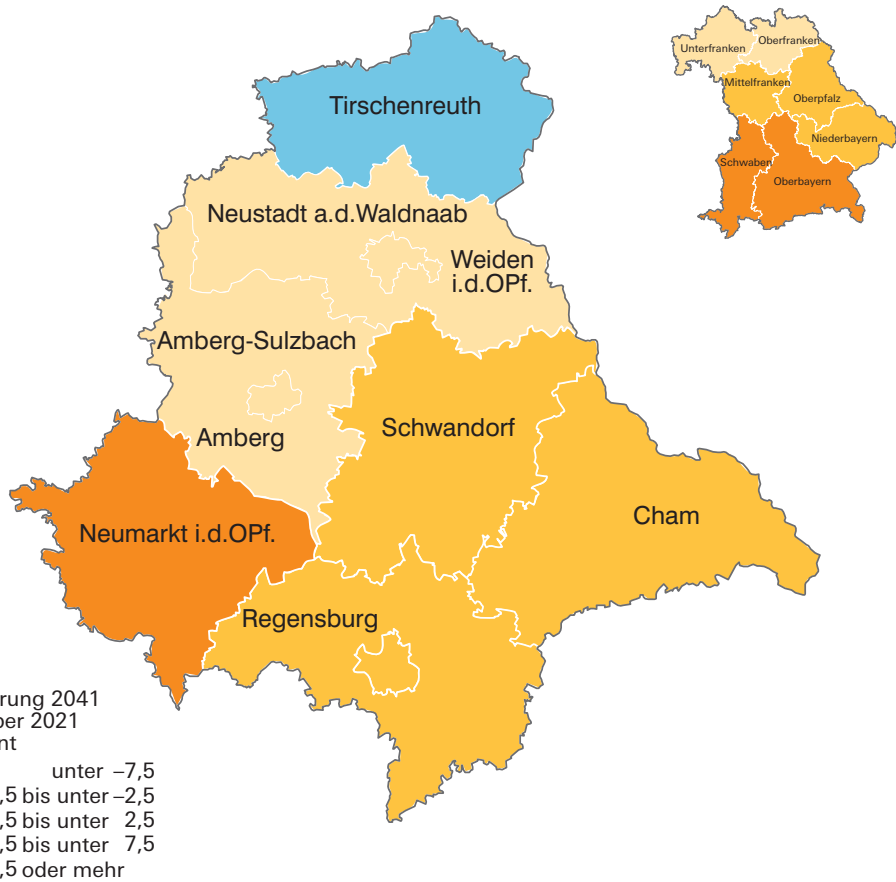 Unterfranken
Oberfranken
Mittelfranken
Oberpfalz
Niederbayern
Schwaben
Oberbayern
Tirschenreuth
Neustadt a.d.Waldnaab
Weiden
i.d.OPf.
Amberg-Sulzbach
Amberg
Schwandorf
Cham
Neumarkt i.d.OPf.
Regensburg
rung 2041
ber 2021
nt
unter –7,5
,5 bis unter –2,5
,5 bis unter 2,5
,5 bis unter 7,5
,5 oder mehr